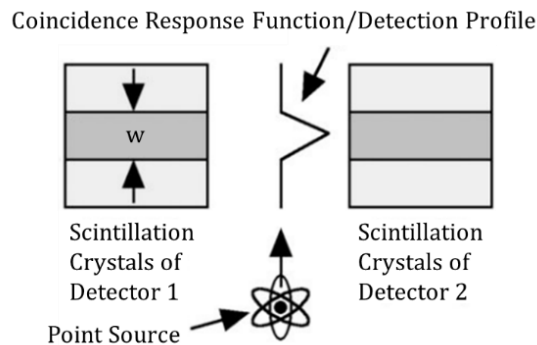 Coincidence Response Function/Detection Profile
w
Scintillation
Crystals of
Detector 1
Scintillation
Crystals of
Detector 2
Point Source